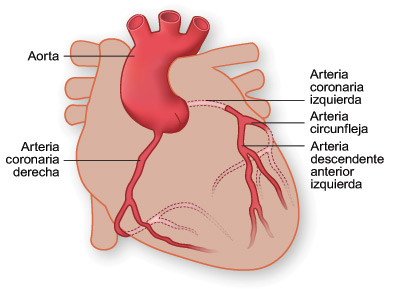 Aorta
Arteria
coronaria
derecha
Arteria
coronaria
izquierda
Arteria
circunfleja
Arteria
descendente
anterior
izquierda